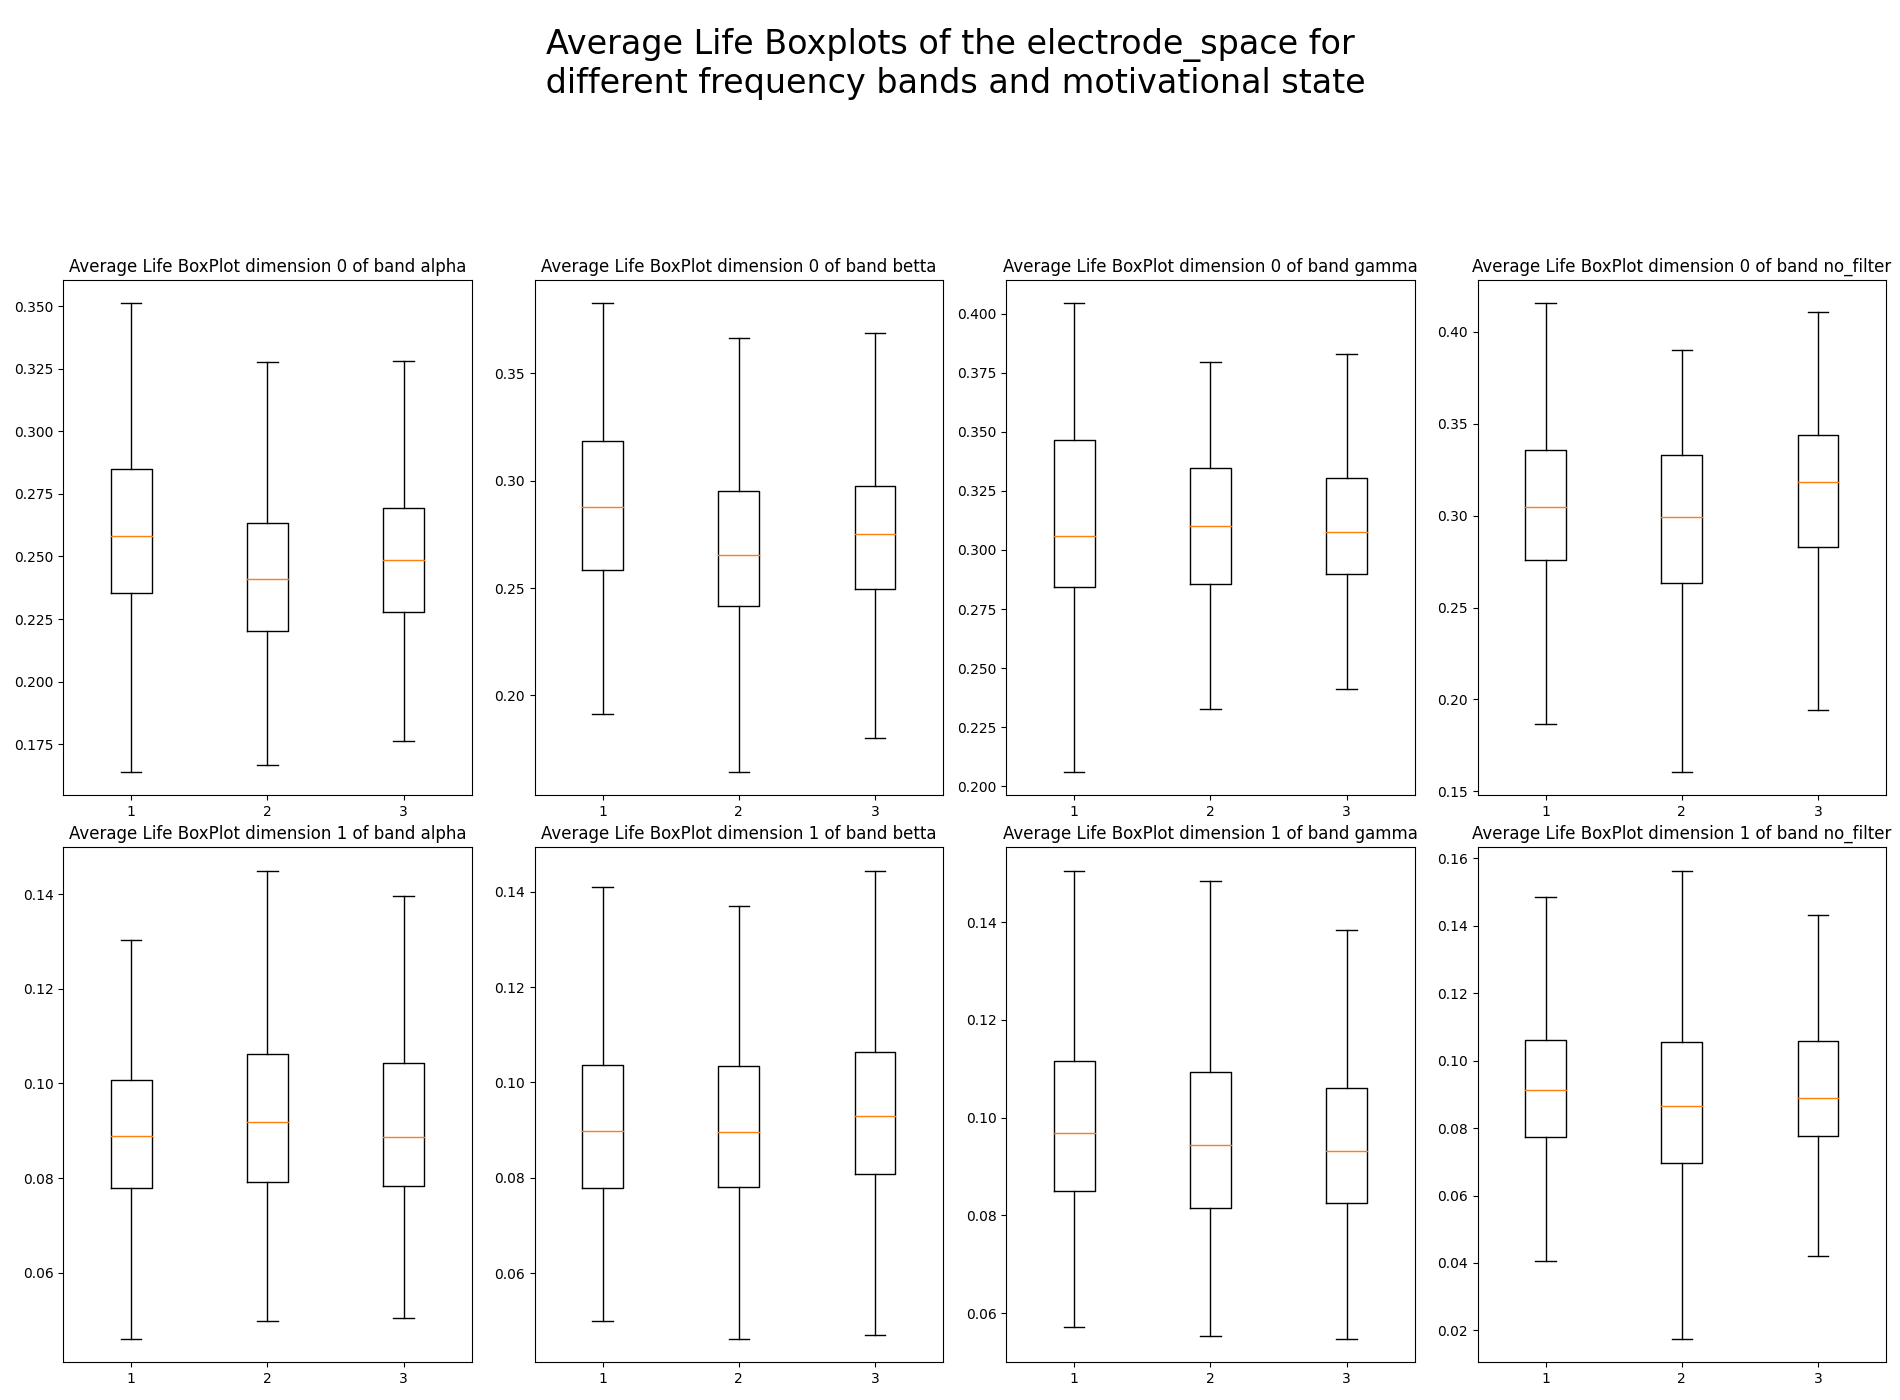 Average Life Boxplots of the electrode_space for
different frequency bands and motivational state
Average Life BoxPlot dimension 0 of band alpha
0.350
0.325
0.300
0.275
0.250
0.225
0.200
0.175
1 2 3
Average Life BoxPlot dimension 0 of band betta
0.35
0.30
0.25
0.20
1 2 3
Average Life BoxPlot dimension 0 of band gamma
0.400
0.375
0.350
0.325
0.300
0.275
0.250
0.225
0.200
1 2 3
Average Life BoxPlot dimension 0 of band no_filter
0.40
0.35
0.30
0.25
0.20
0.15
1 2 3
Average Life BoxPlot dimension 1 of band alpha
0.14
0.12
0.10
0.08
0.06
1 2 3
Average Life BoxPlot dimension 1 of band betta
0.14
0.12
0.10
0.08
0.06
1 2 3
Average Life BoxPlot dimension 1 of band gamma
0.14
0.12
0.10
0.08
0.06
1 2 3
Average Life BoxPlot dimension 1 of band no_filter
0.16
0.14
0.12
0.10
0.08
0.06
0.04
0.02
1 2 3